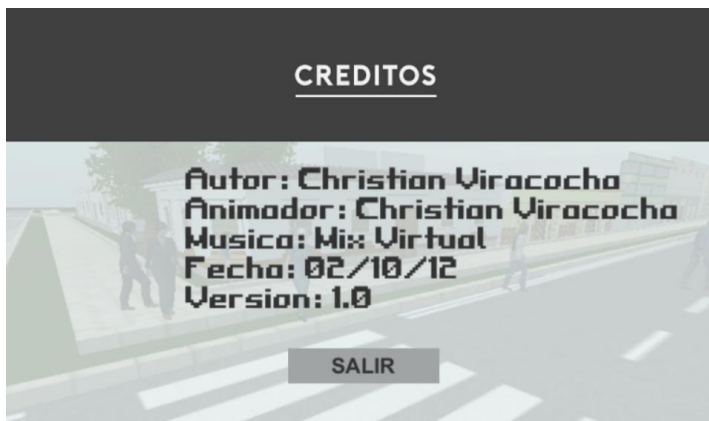 CREDITOS
Autor: Christian Viracocha
Animador: Christian Viracocha
Musica: Mix Virtual
Fecha: 02/10/12
Version: 1.0
SALIR